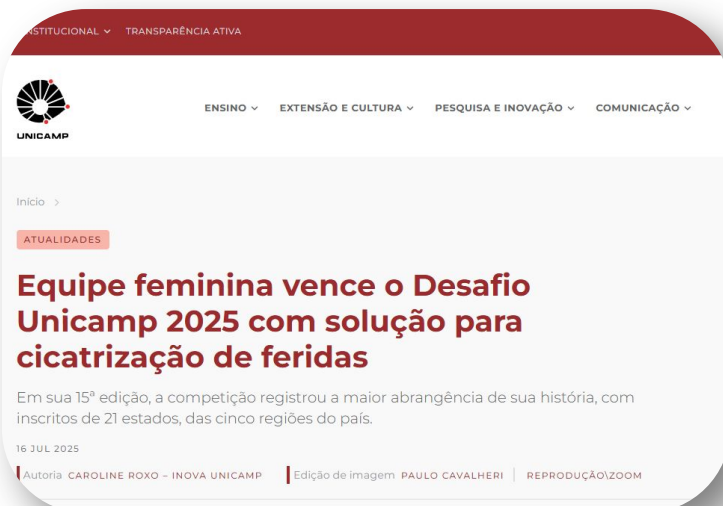 NSTITUCIONAL TRANSPARÊNCIA ATIVA
UNICAMP
ENSINO EXTENSÃO E CULTURA PESQUISA E INOVAÇÃO COMUNICAÇÃO
Início >
ATUALIDADES
Equipe feminina vence o Desafio
Unicamp 2025 com solução para
cicatrização de feridas
Em sua 15ª edição, a competição registrou a maior abrangência de sua história, com
inscritos de 21 estados, das cinco regiões do país.
16 JUL 2025
Autoria CAROLINE ROXO – INOVA UNICAMP Edição de imagem PAULO CAVALHERI | REPRODUÇÃO\ZOOM